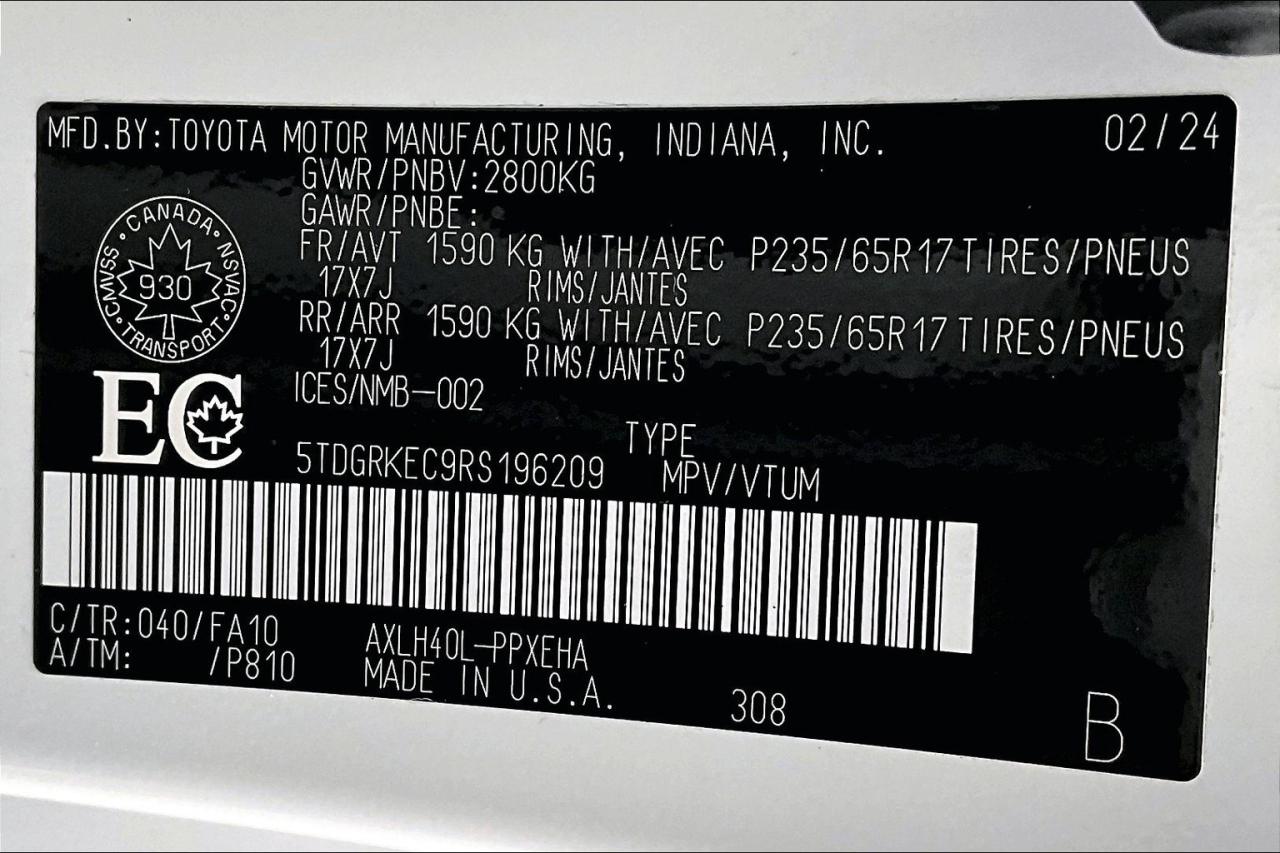 MFD.BY:TOYOTA MOTOR MANUFACTURING, INDIANA, INC. 02/24
GVWR/PNBV:2800KG
GAWR/PNBE:
FR/AVT 1590 KG WITH/AVEC P235/65R17 TIRES/PNEUS
17X7J RIMS/JANTES
RR/ARR 1590 KG WITH/AVEC P235/65R17 TIRES/PNEUS
17X7J RIMS/JANTES
ICES/NMB-002
CANADA · NSVAC · TRANSPORT · CMVSS
930
EC
TYPE
5TDGRKEC9RS196209 MPV/VTUM
C/TR:040/FA10 AXLH40L-PPXEHA
A/TM: /P810 MADE IN U.S.A. 308 B